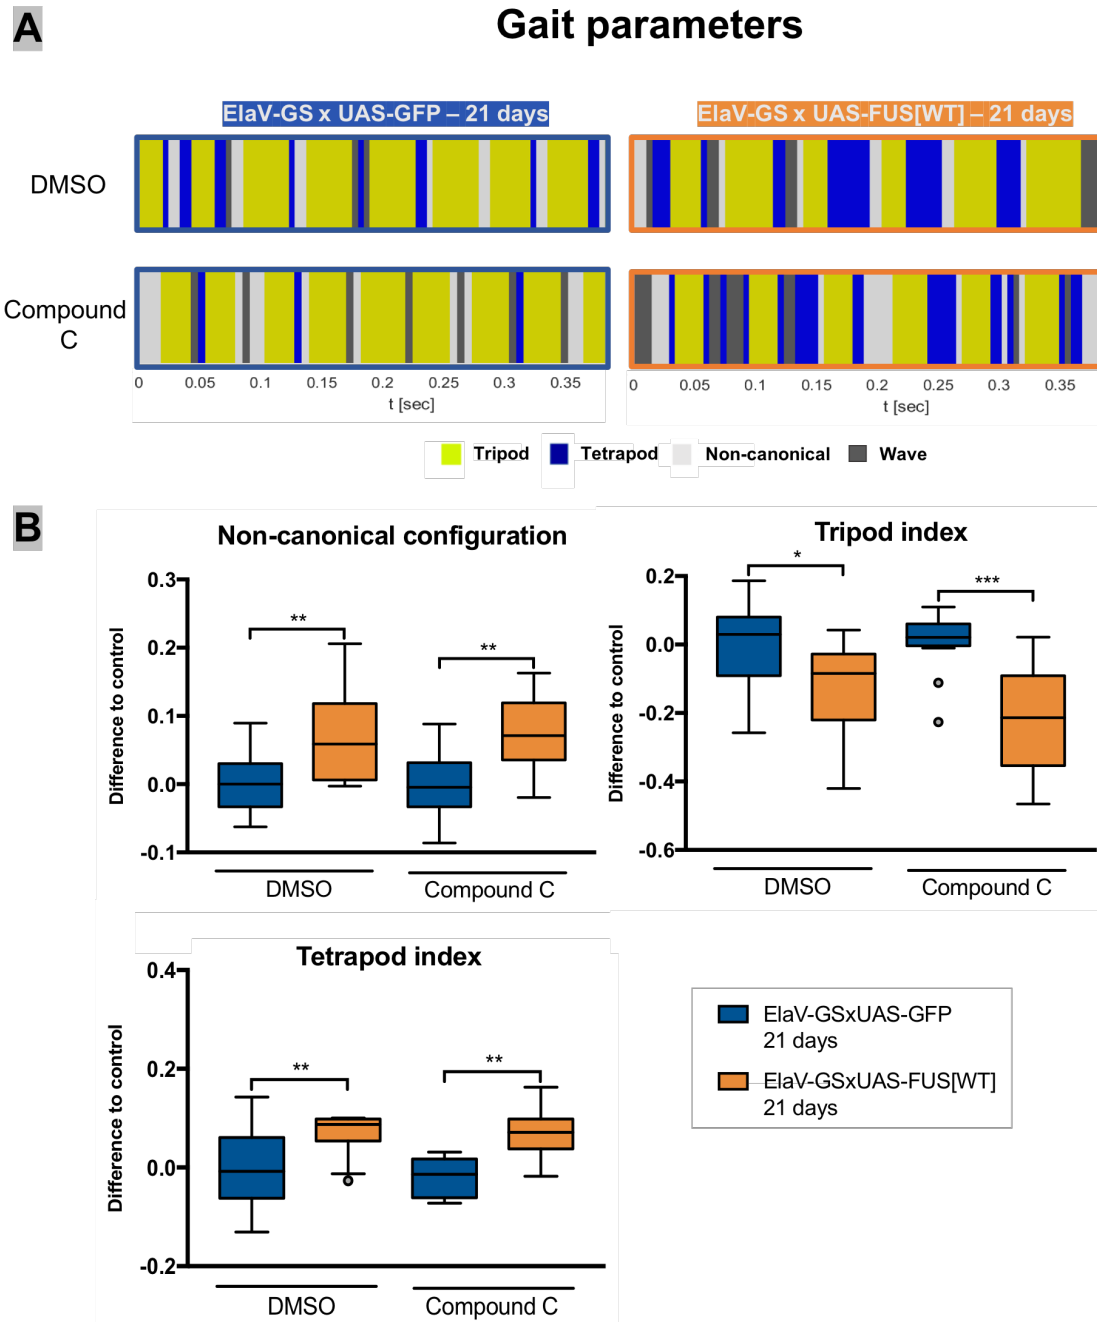 A
Gait parameters
ElaV-GS x UAS-GFP – 21 days
ElaV-GS x UAS-FUS[WT] – 21 days
DMSO
Compound
C
0 0.05 0.1 0.15 0.2 0.25 0.3 0.35
t [sec]
0 0.05 0.1 0.15 0.2 0.25 0.3 0.35
t [sec]
Tripod Tetrapod Non-canonical Wave
B
Non-canonical configuration
Difference to control
0.3
0.2
0.1
0.0
-0.1
**
**
DMSO Compound C
Tripod index
Difference to control
0.2
0.0
-0.2
-0.4
-0.6
*
***
DMSO Compound C
Tetrapod index
Difference to control
0.4
0.2
0.0
-0.2
**
**
DMSO Compound C
ElaV-GSxUAS-GFP
21 days
ElaV-GSxUAS-FUS[WT]
21 days